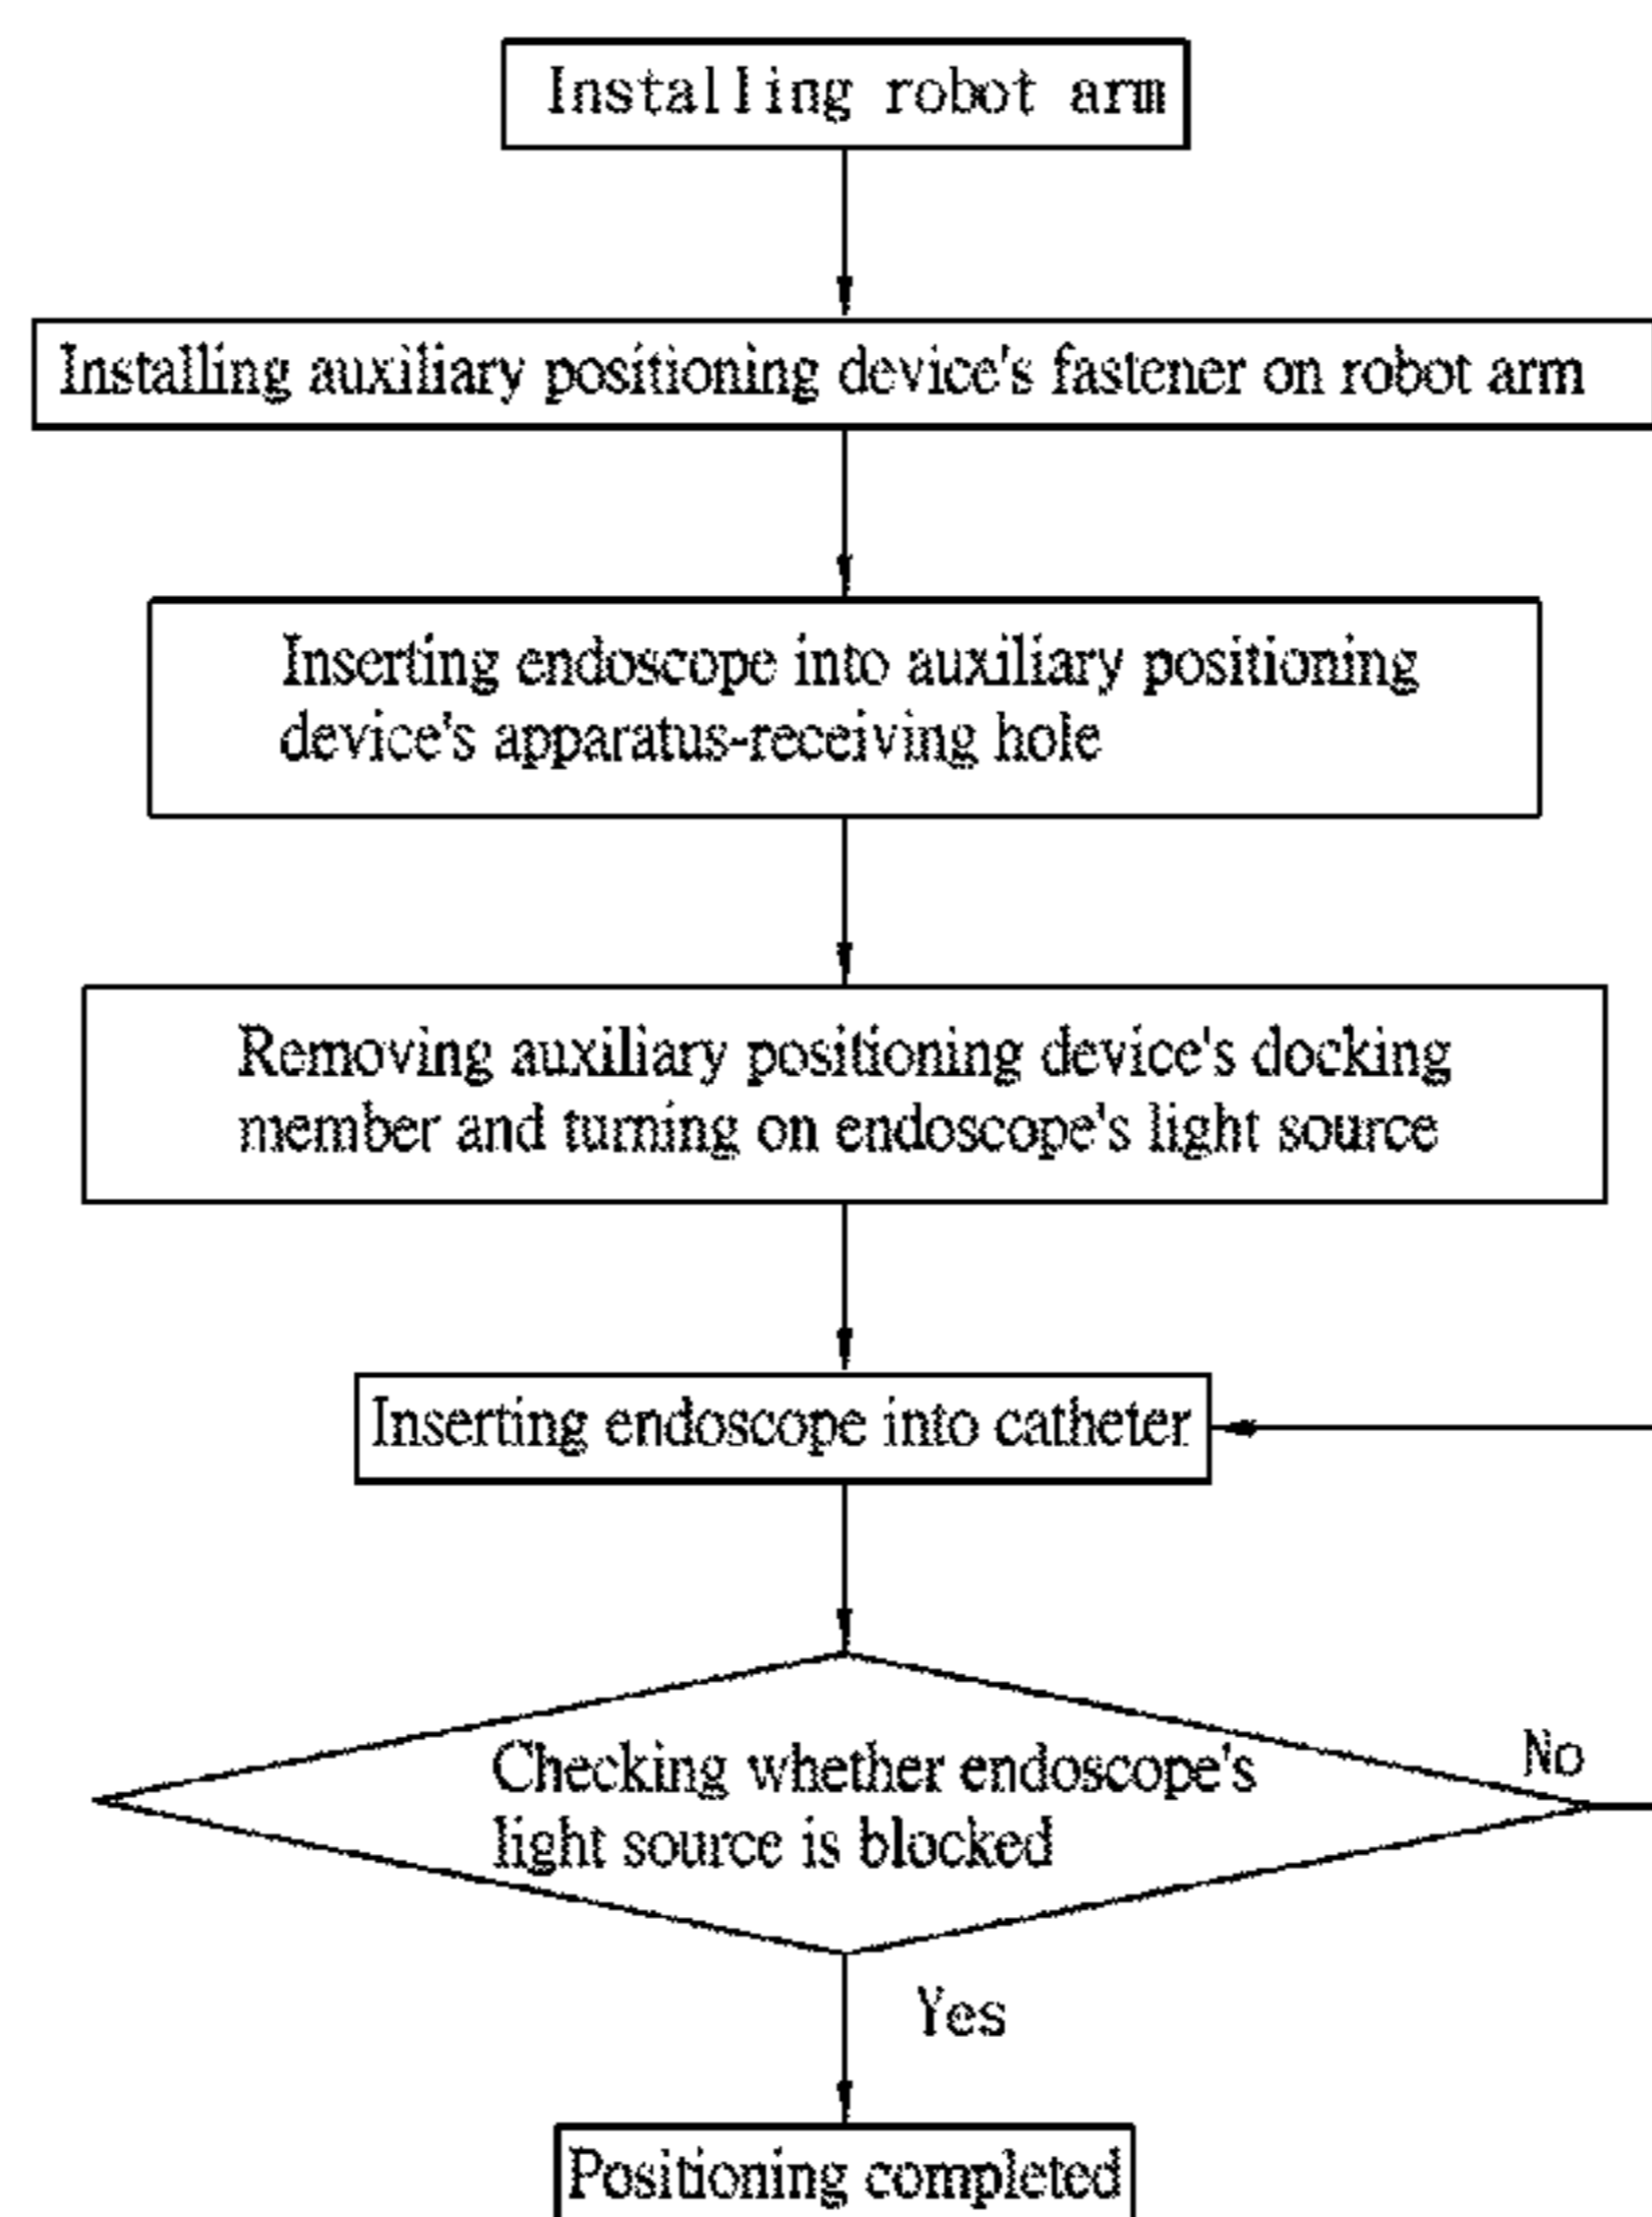 Installing robot arm
Installing auxiliary positioning device's fastener on robot arm
Inserting endoscope into auxiliary positioning
device's apparatus-receiving hole
Removing auxiliary positioning device's docking
member and turning on endoscope's light source
Inserting endoscope into catheter
Checking whether endoscope's
light source is blocked
No
Yes
Positioning completed